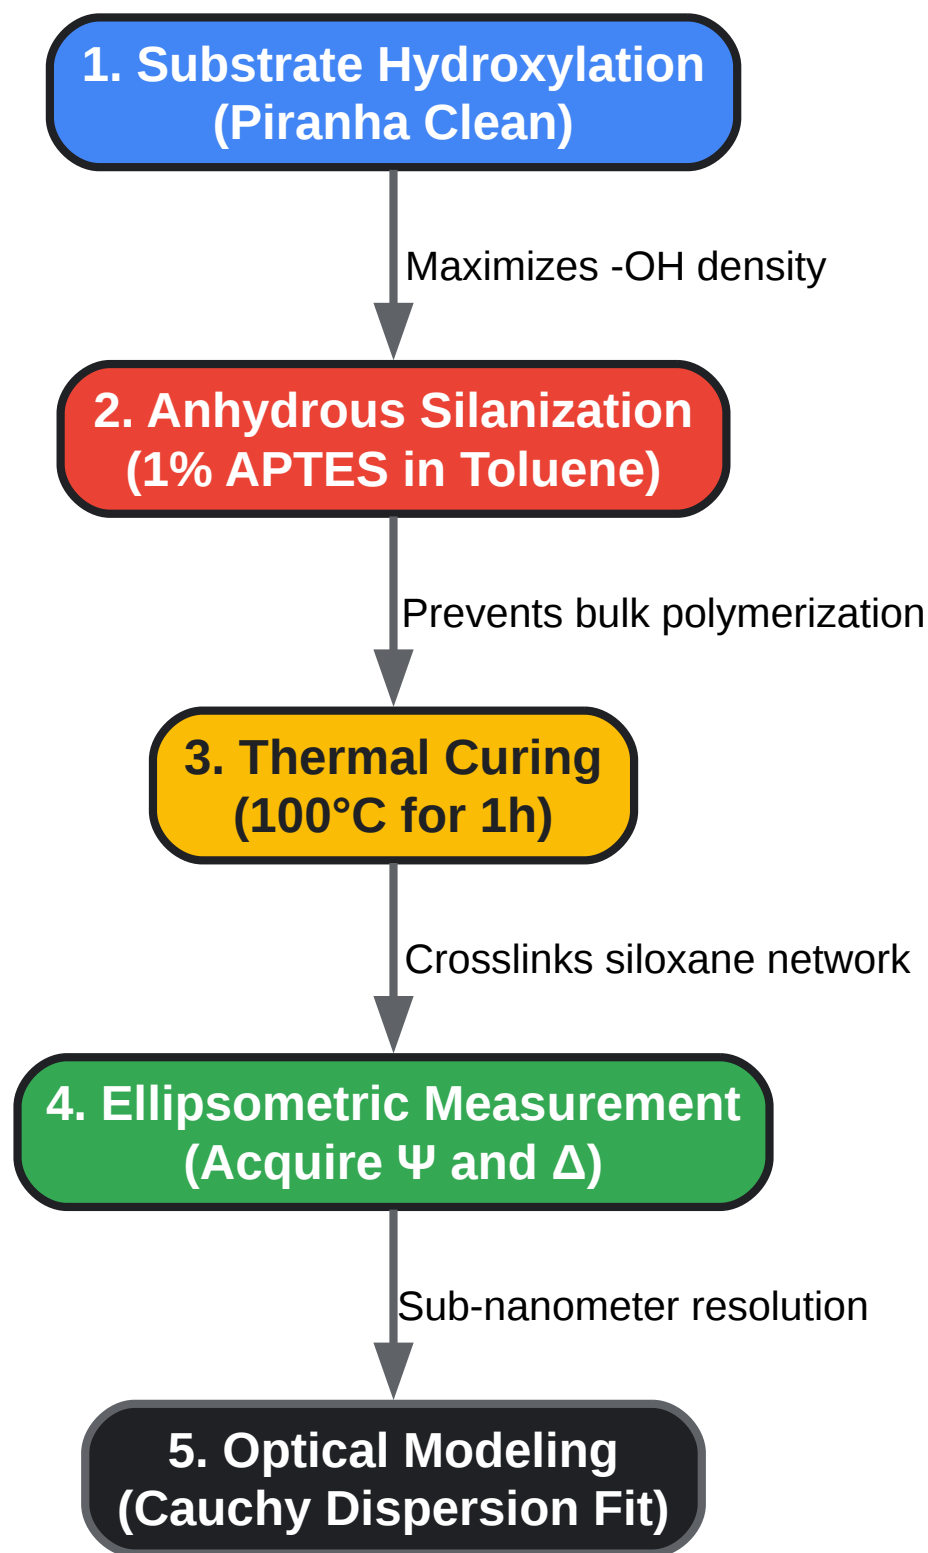 1. Substrate Hydroxylation
(Piranha Clean)
Maximizes -OH density
2. Anhydrous Silanization
(1% APTES in Toluene)
Prevents bulk polymerization
3. Thermal Curing
(100°C for 1h)
Crosslinks siloxane network
4. Ellipsometric Measurement
(Acquire Ψ and Δ)
Sub-nanometer resolution
5. Optical Modeling
(Cauchy Dispersion Fit)